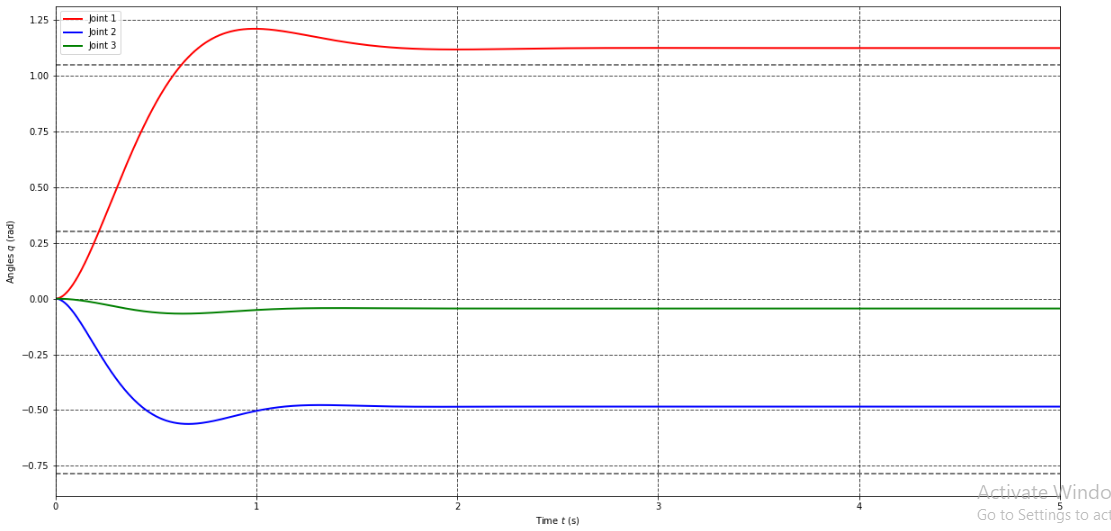 Joint 1
Joint 2
Joint 3
1.25
1.00
0.75
0.50
0.25
0.00
−0.25
−0.50
−0.75
Angles q (rad)
0
1
2
3
4
5
Time t (s)
Activate Windo
Go to Settings to act